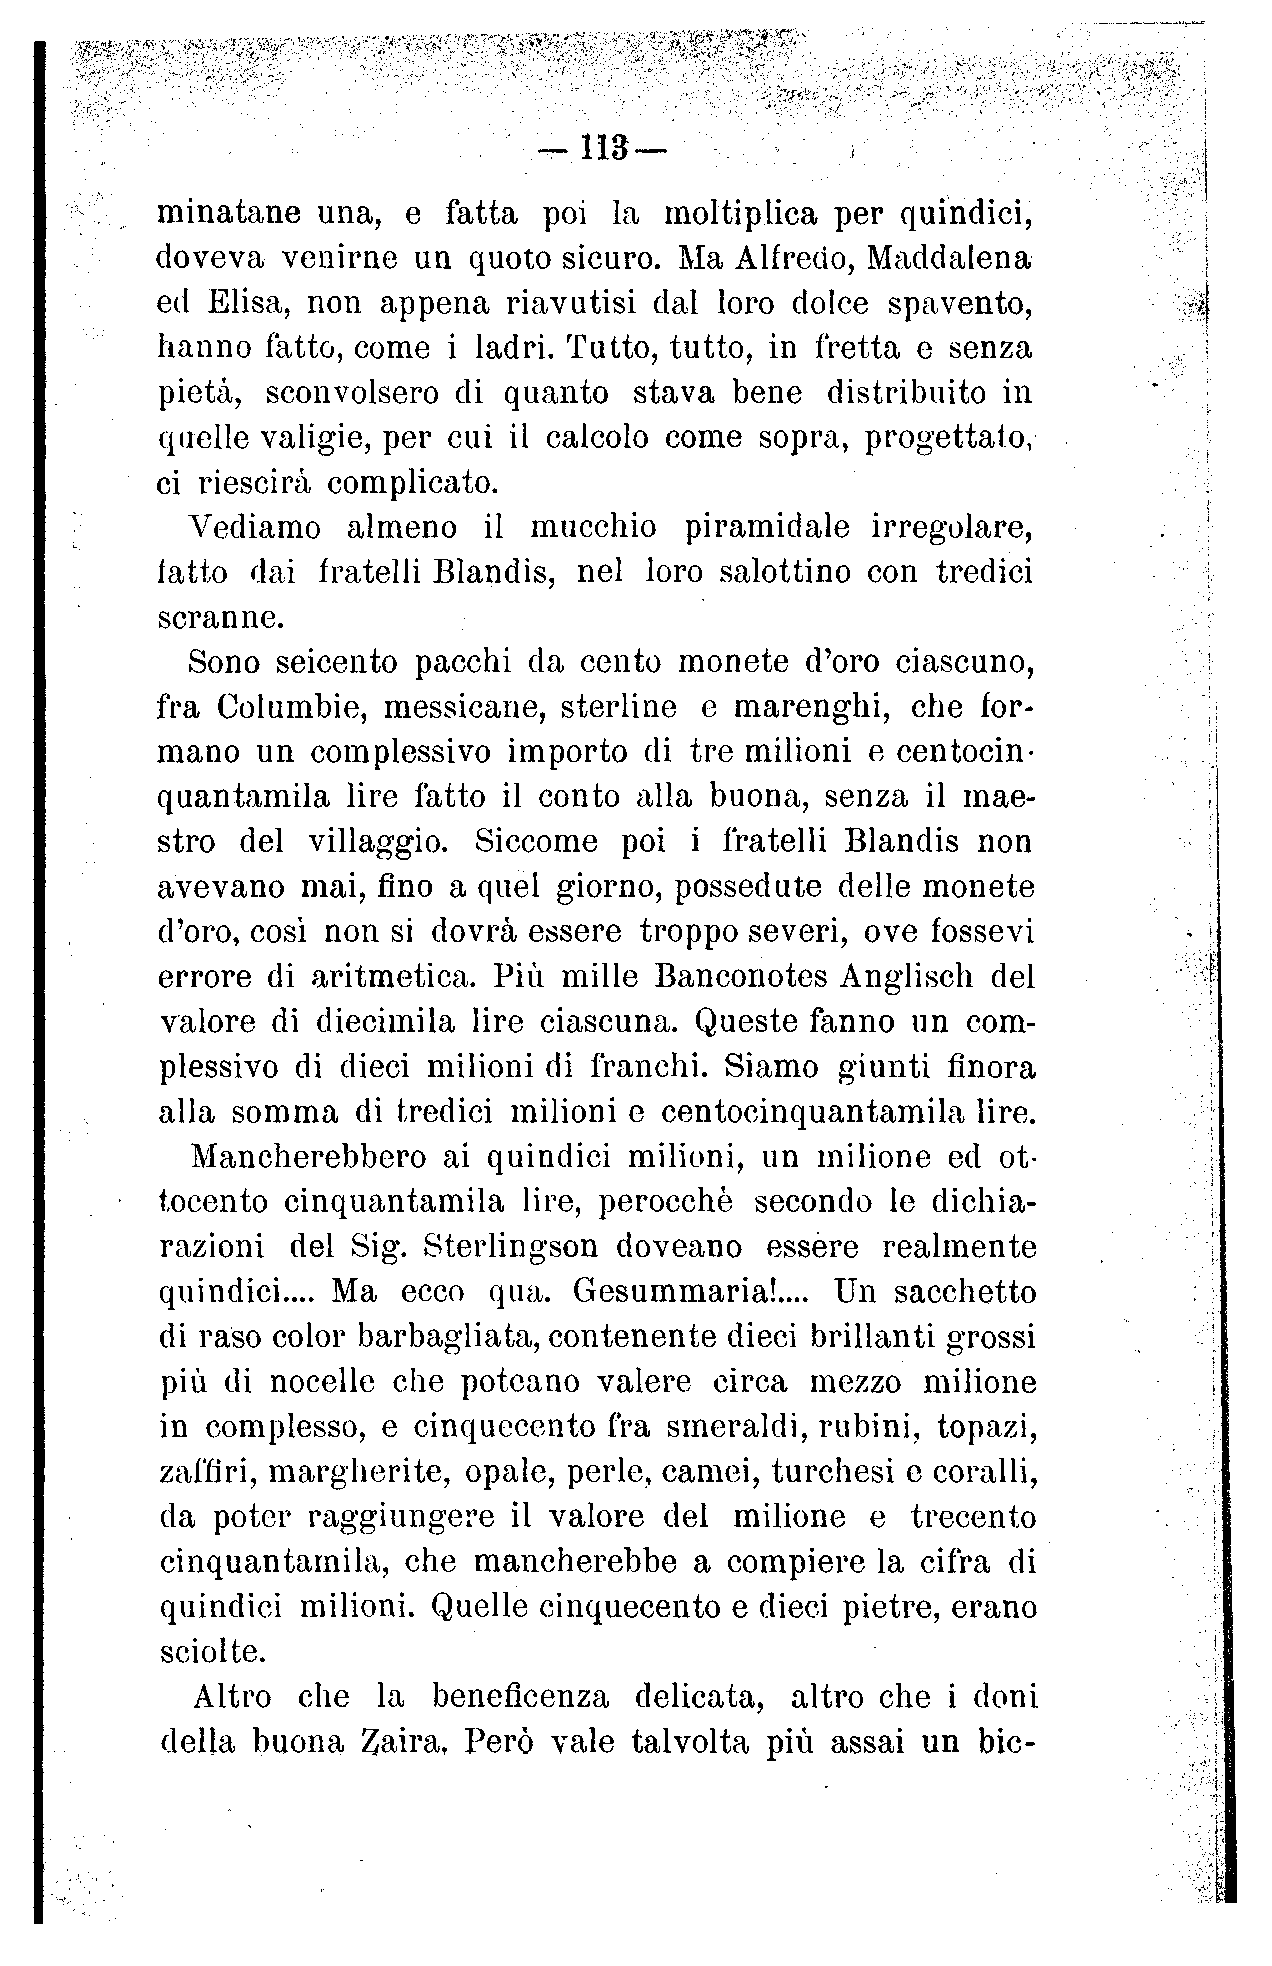 — 113 —
minatane una, e fatta poi la moltiplica per quindici,
doveva venirne un quoto sicuro. Ma Alfredo, Maddalena
ed Elisa, non appena riavutisi dal loro dolce spavento,
hanno fatto, come i ladri. Tutto, tutto, in fretta e senza
pietà, sconvolsero di quanto stava bene distribuito in
quelle valigie, per cui il calcolo come sopra, progettato,
ci riescirà complicato.
Vediamo almeno il mucchio piramidale irregolare,
fatto dai fratelli Blandis, nel loro salottino con tredici
scranne.
Sono seicento pacchi da cento monete d'oro ciascuno,
fra Columbie, messicane, sterline e marenghi, che for-
mano un complessivo importo di tre milioni e centocin-
quantamila lire fatto il conto alla buona, senza il mae-
stro del villaggio. Siccome poi i fratelli Blandis non
avevano mai, fino a quel giorno, possedute delle monete
d'oro, così non si dovrà essere troppo severi, ove fossevi
errore di aritmetica. Più mille Banconotes Anglisch del
valore di diecimila lire ciascuna. Queste fanno un com-
plessivo di dieci milioni di franchi. Siamo giunti finora
alla somma di tredici milioni e centocinquantamila lire.
Mancherebbero ai quindici milioni, un milione ed ot-
tocento cinquantamila lire, perocchè secondo le dichia-
razioni del Sig. Sterlingson doveano essere realmente
quindici.... Ma ecco qua. Gesummaria!.... Un sacchetto
di raso color barbagliata, contenente dieci brillanti grossi
più di nocelle che poteano valere circa mezzo milione
in complesso, e cinquecento fra smeraldi, rubini, topazi,
zaffiri, margherite, opale, perle, camei, turchesi e coralli,
da poter raggiungere il valore del milione e trecento
cinquantamila, che mancherebbe a compiere la cifra di
quindici milioni. Quelle cinquecento e dieci pietre, erano
sciolte.
Altro che la beneficenza delicata, altro che i doni
della buona Zaira. Però vale talvolta più assai un bic-